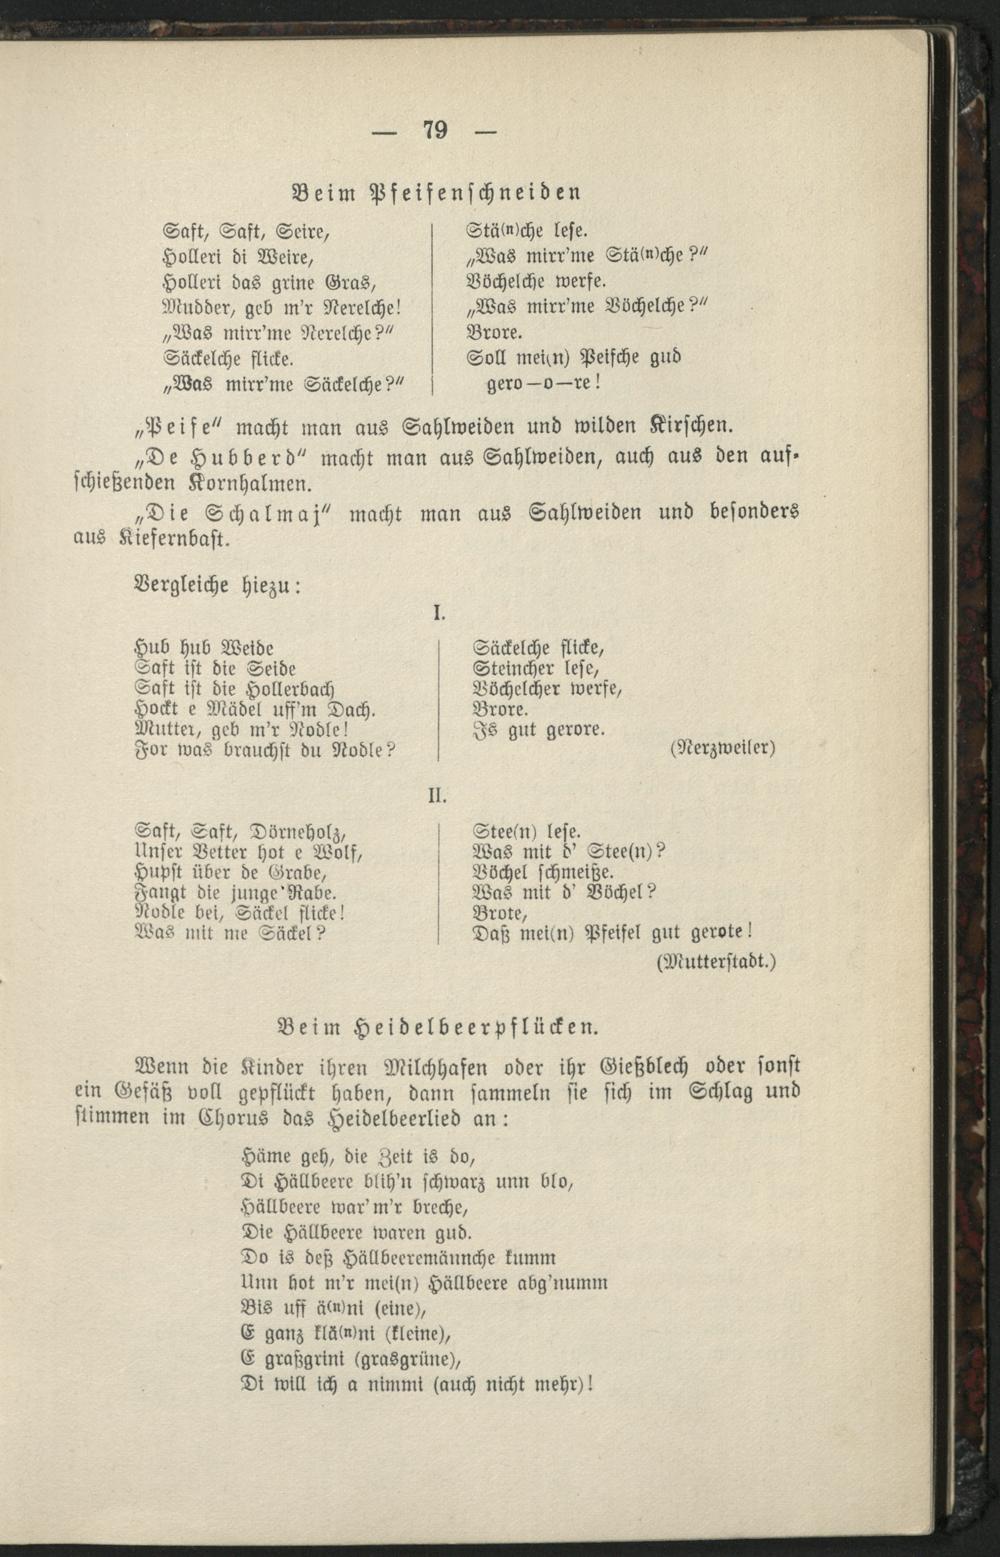 — 79 —
Beim Pfeifenschneiden
Saft, Saft, Seire,
Holleri di Weire,
Holleri das grine Gras,
Mudder, geb m'r Nerelche!
„Was mirr'me Nerelche?"
Säckelche flicke.
„Was mirr'me Säckelche?"
Stä(n)che lese.
„Was mirr'me Stä(n)che?"
Vöchelche werfe.
„Was mirr'me Vöchelche?"
Brore.
Soll mei(n) Peifche gud
gero—o—re!
„Peife" macht man aus Sahlweiden und wilden Kirschen.
„De Hubberd" macht man aus Sahlweiden, auch aus den auf-
schießenden Kornhalmen.
„Die Schalmaj" macht man aus Sahlweiden und besonders
aus Kiefernbast.
Vergleiche hiezu:
I.
Hub hub Weide
Saft ist die Seide
Saft ist die Hollerbach
Hockt e Mädel uff'm Dach.
Mutter, geb m'r Nodle!
For was brauchst du Nodle?
Säckelche flicke,
Steincher lese,
Vöchelcher werfe,
Brore.
Is gut gerore.
(Nerzweiler)
II.
Saft, Saft, Dörneholz,
Unser Vetter hot e Wolf,
Hupst über de Grabe,
Fangt die junge Rabe.
Nodle bei, Säckel flicke!
Was mit me Säckel?
Stee(n) lese.
Was mit d' Stee(n)?
Vöchel schmeiße.
Was mit d' Vöchel?
Brote,
Daß mei(n) Pfeifel gut gerote!
(Mutterstadt.)
Beim Heidelbeerpflücken.
Wenn die Kinder ihren Milchhafen oder ihr Gießblech oder sonst
ein Gefäß voll gepflückt haben, dann sammeln sie sich im Schlag und
stimmen im Chorus das Heidelbeerlied an:
Häme geh, die Zeit is do,
Di Hällbeere blih'n schwarz unn blo,
Hällbeere war' m'r breche,
Die Hällbeere waren gud.
Do is deß Hällbeeremännche kumm
Unn hot m'r mei(n) Hällbeere abg'numm
Bis uff ä(n)ni (eine),
E ganz klä(n)ni (kleine),
E graßgrini (grasgrüne),
Di will ich a nimmi (auch nicht mehr)!